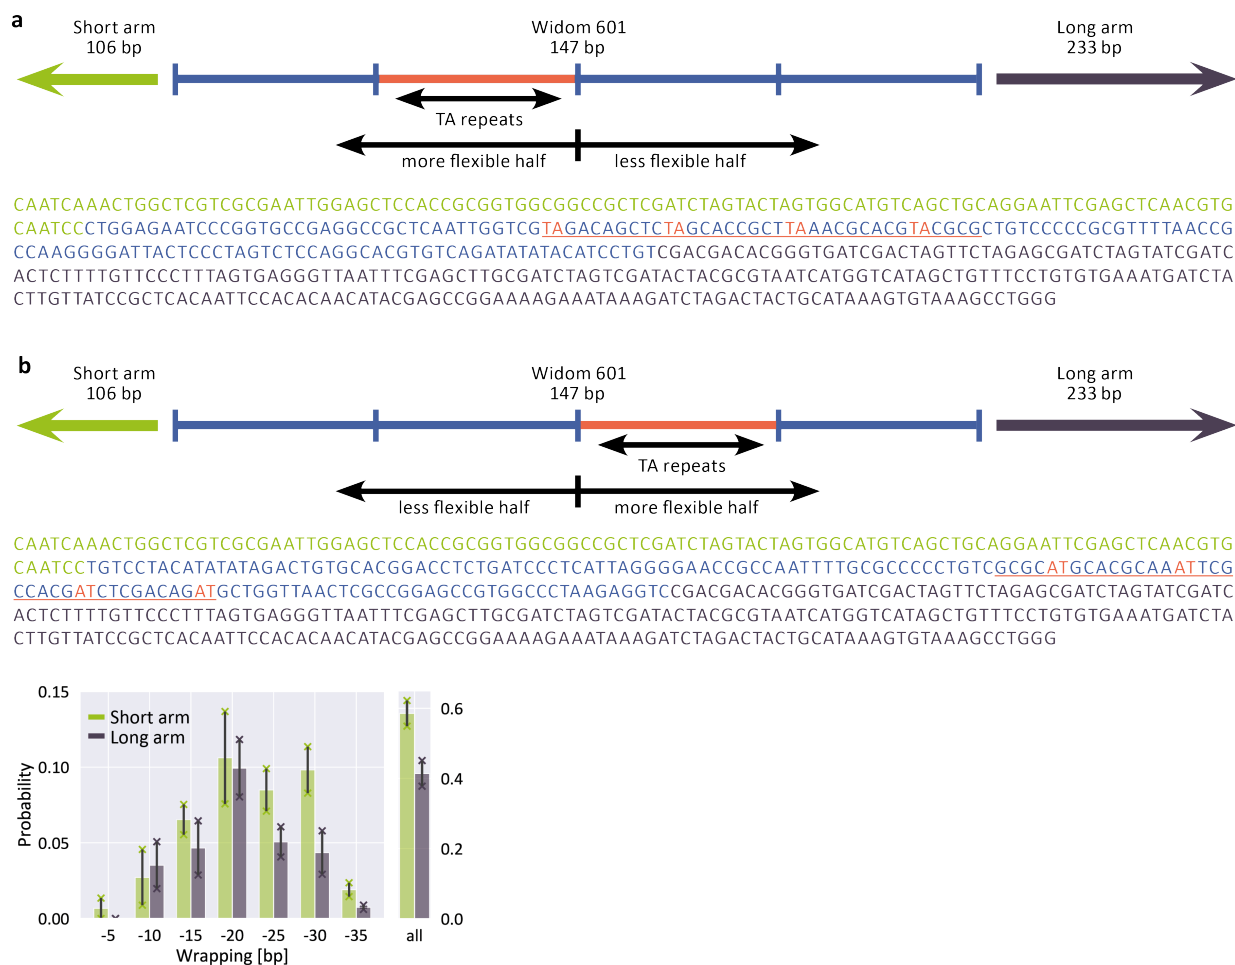 a
Short arm
106 bp
Widom 601
147 bp
Long arm
233 bp
TA repeats
more flexible half
less flexible half
CAATCAAACTGGCTCGTCGCGAATTGGAGCTCCACCGCGGTGGCGGCCGCTCGATCTAGTACTAGTGGCATGTCAGCTGCAGGAATTCGAGCTCAACGTG
CAATCCCTGGAGAATCCCGGTGCCGAGGCCGCTCAATTGGTCGTAGACAGCTCTAGCACCGCTTAAACGCACGTACGCGCTGTCCCCCGCGTTTTAACCG
CCAAGGGGATTACTCCCTAGTCTCCAGGCACGTGTCAGATATATACATCCTGTCGACGACACGGGTGATCGACTAGTTCTAGAGCGATCTAGTATCGATC
ACTCTTTTGTTCCCTTTAGTGAGGGTTAATTTCGAGCTTGCGATCTAGTCGATACTACGCGTAATCATGGTCATAGCTGTTTCCTGTGTGAAATGATCTA
CTTGTTATCCGCTCACAATTCCACACAACATACGAGCCGGAAAAGAAATAAAGATCTAGACTACTGCATAAAGTGTAAAGCCTGGG
b
Short arm
106 bp
Widom 601
147 bp
Long arm
233 bp
TA repeats
less flexible half
more flexible half
CAATCAAACTGGCTCGTCGCGAATTGGAGCTCCACCGCGGTGGCGGCCGCTCGATCTAGTACTAGTGGCATGTCAGCTGCAGGAATTCGAGCTCAACGTG
CAATCCTGTCCTACATATATAGACTGTGCACGGACCTCTGATCCCTCATTAGGGGAACCGCCAATTTTGCGCCCCCTGTCGCGCATGCACGCAAATTCG
CCACGATCTCGACAGATGCTGGTTAACTCGCCGGAGCCGTGGCCCTAAGAGGTCCGACGACACGGGTGATCGACTAGTTCTAGAGCGATCTAGTATCGATC
ACTCTTTTGTTCCCTTTAGTGAGGGTTAATTTCGAGCTTGCGATCTAGTCGATACTACGCGTAATCATGGTCATAGCTGTTTCCTGTGTGAAATGATCTA
CTTGTTATCCGCTCACAATTCCACACAACATACGAGCCGGAAAAGAAATAAAGATCTAGACTACTGCATAAAGTGTAAAGCCTGGG
0.15
0.10
0.05
0.00
Probability
Short arm
Long arm
0.6
0.4
0.2
0.0
-5 -10 -15 -20 -25 -30 -35 all
Wrapping [bp]